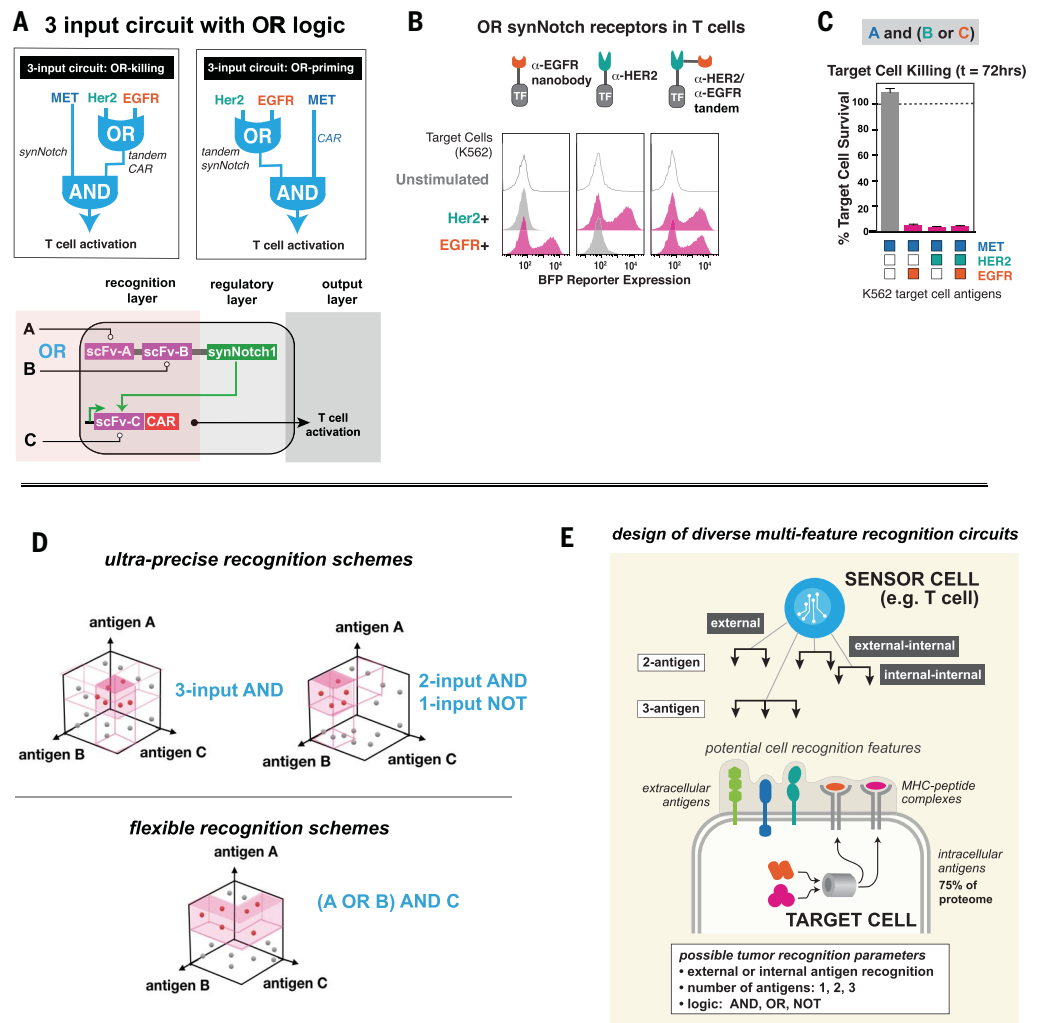 A 3 input circuit with OR logic
3-input circuit: OR-killing
MET Her2 EGFR
OR
synNotch
tandem
CAR
AND
T cell activation
3-input circuit: OR-priming
Her2 EGFR MET
OR
CAR
tandem
synNotch
AND
T cell activation
recognition
layer
regulatory
layer
output
layer
A
OR
scFv-A scFv-B synNotch1
B
scFv-C CAR
T cell
activation
C
B OR synNotch receptors in T cells
α-EGFR
nanobody
TF
α-HER2
TF
α-HER2/
α-EGFR
tandem
TF
Target Cells
(K562)
Unstimulated
Her2+
EGFR+
10² 10⁴ 10² 10⁴ 10² 10⁴
BFP Reporter Expression
C
A and (B or C)
Target Cell Killing (t = 72hrs)
% Target Cell Survival
100
80
60
40
20
0
MET
HER2
EGFR
K562 target cell antigens
D
ultra-precise recognition schemes
antigen A
3-input AND
antigen B
antigen C
antigen A
2-input AND
1-input NOT
antigen B
antigen C
flexible recognition schemes
antigen A
(A OR B) AND C
antigen B
antigen C
E
design of diverse multi-feature recognition circuits
SENSOR CELL
(e.g. T cell)
external
external-internal
2-antigen
internal-internal
3-antigen
potential cell recognition features
extracellular
antigens
MHC-peptide
complexes
intracellular
antigens
75% of
proteome
TARGET CELL
possible tumor recognition parameters
• external or internal antigen recognition
• number of antigens: 1, 2, 3
• logic: AND, OR, NOT